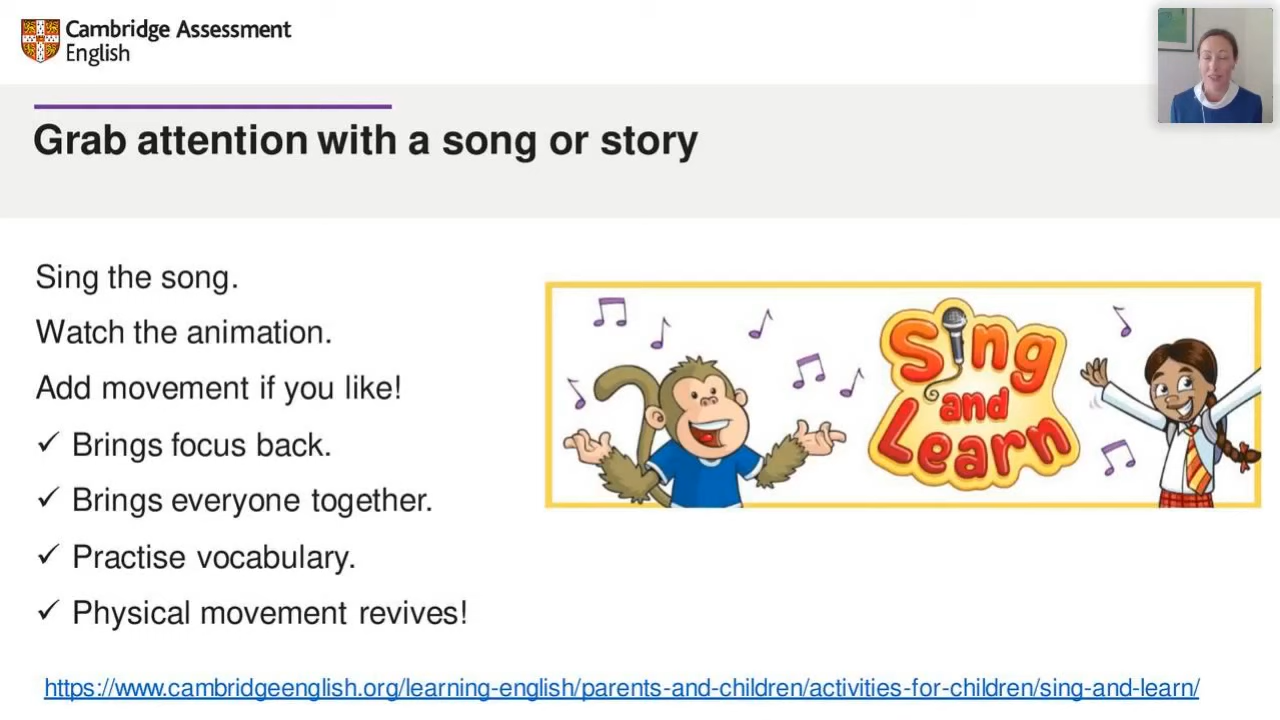 Cambridge Assessment
English
Grab attention with a song or story
Sing the song.
Watch the animation.
Add movement if you like!
✓ Brings focus back.
✓ Brings everyone together.
✓ Practise vocabulary.
✓ Physical movement revives!
Sing
and
Learn
https://www.cambridgeenglish.org/learning-english/parents-and-children/activities-for-children/sing-and-learn/